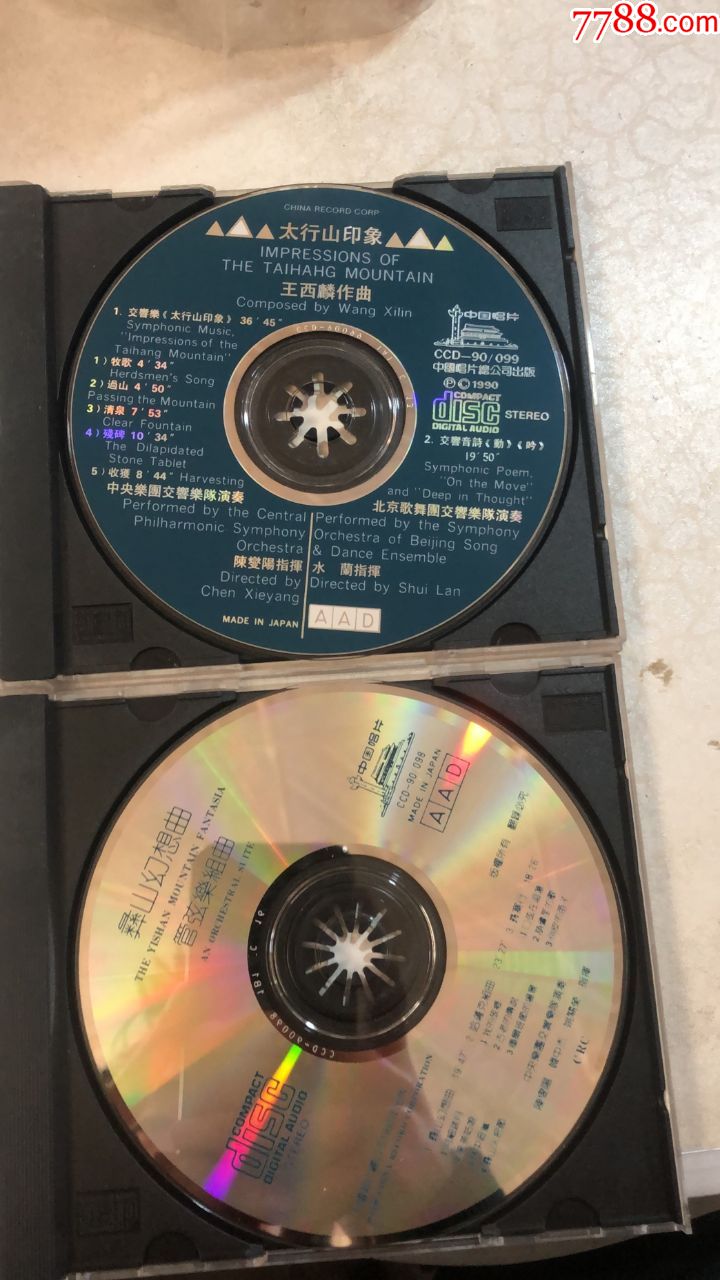 7788.com
CHINA RECORD CORP
太行山印象
IMPRESSIONS OF
THE TAIHAHG MOUNTAIN
王西麟作曲
Composed by Wang Xilin
1. 交響樂《太行山印象》 36′45″
Symphonic Music,
"Impressions of the
Taihang Mountain"
1) 牧歌 4′34″
Herdsmen's Song
2) 過山 4′50″
Passing the Mountain
3) 清泉 7′53″
Clear Fountain
4) 殘碑 10′34″
The Dilapidated
Stone Tablet
5) 收獲 8′44″ Harvesting
中央樂團交響樂隊演奏
Performed by the Central
Philharmonic Symphony
Orchestra
陳燮陽指揮
Directed by
Chen Xieyang
中國唱片
CCD-90/099
中國唱片總公司出版
Ⓟ © 1990
COMPACT
disc
DIGITAL AUDIO
STEREO
2. 交響音詩《動》《吟》
19′50″
Symphonic Poem,
"On the Move"
and "Deep in Thought"
北京歌舞團交響樂隊演奏
Performed by the Symphony
Orchestra of Beijing Song
& Dance Ensemble
水 蘭指揮
Directed by Shui Lan
MADE IN JAPAN
AAD
中国唱片
CCD-90 098
MADE IN JAPAN
AAD
彝山幻想曲
THE YISHAN MOUNTAIN FANTASIA
管弦樂組曲
AN ORCHESTRAL SUITE
COMPACT
disc
DIGITAL AUDIO
STEREO
CRC